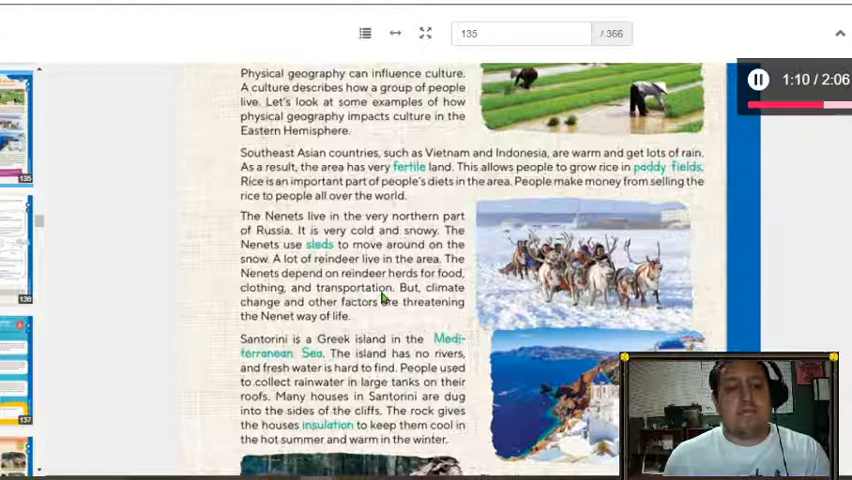 135
/ 366
1:10 / 2:06
Physical geography can influence culture.
A culture describes how a group of people
live. Let's look at some examples of how
physical geography impacts culture in the
Eastern Hemisphere.
Southeast Asian countries, such as Vietnam and Indonesia, are warm and get lots of rain.
As a result, the area has very fertile land. This allows people to grow rice in paddy fields.
Rice is an important part of people's diets in the area. People make money from selling the
rice to people all over the world.
The Nenets live in the very northern part
of Russia. It is very cold and snowy. The
Nenets use sleds to move around on the
snow. A lot of reindeer live in the area. The
Nenets depend on reindeer herds for food,
clothing, and transportation. But, climate
change and other factors are threatening
the Nenet way of life.
Santorini is a Greek island in the Medi-
terranean Sea. The island has no rivers,
and fresh water is hard to find. People used
to collect rainwater in large tanks on their
roofs. Many houses in Santorini are dug
into the sides of the cliffs. The rock gives
the houses insulation to keep them cool in
the hot summer and warm in the winter.
135
136
137